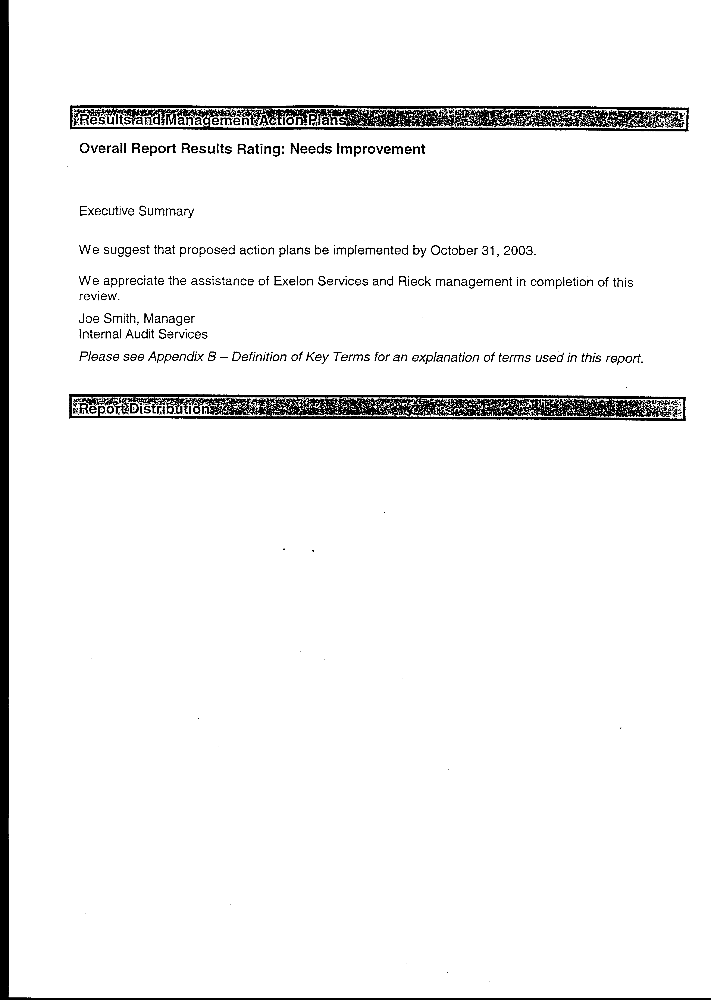 Results and Management Action Plans
Overall Report Results Rating: Needs Improvement
Executive Summary
We suggest that proposed action plans be implemented by October 31, 2003.
We appreciate the assistance of Exelon Services and Rieck management in completion of this
review.
Joe Smith, Manager
Internal Audit Services
Please see Appendix B – Definition of Key Terms for an explanation of terms used in this report.
Report Distribution